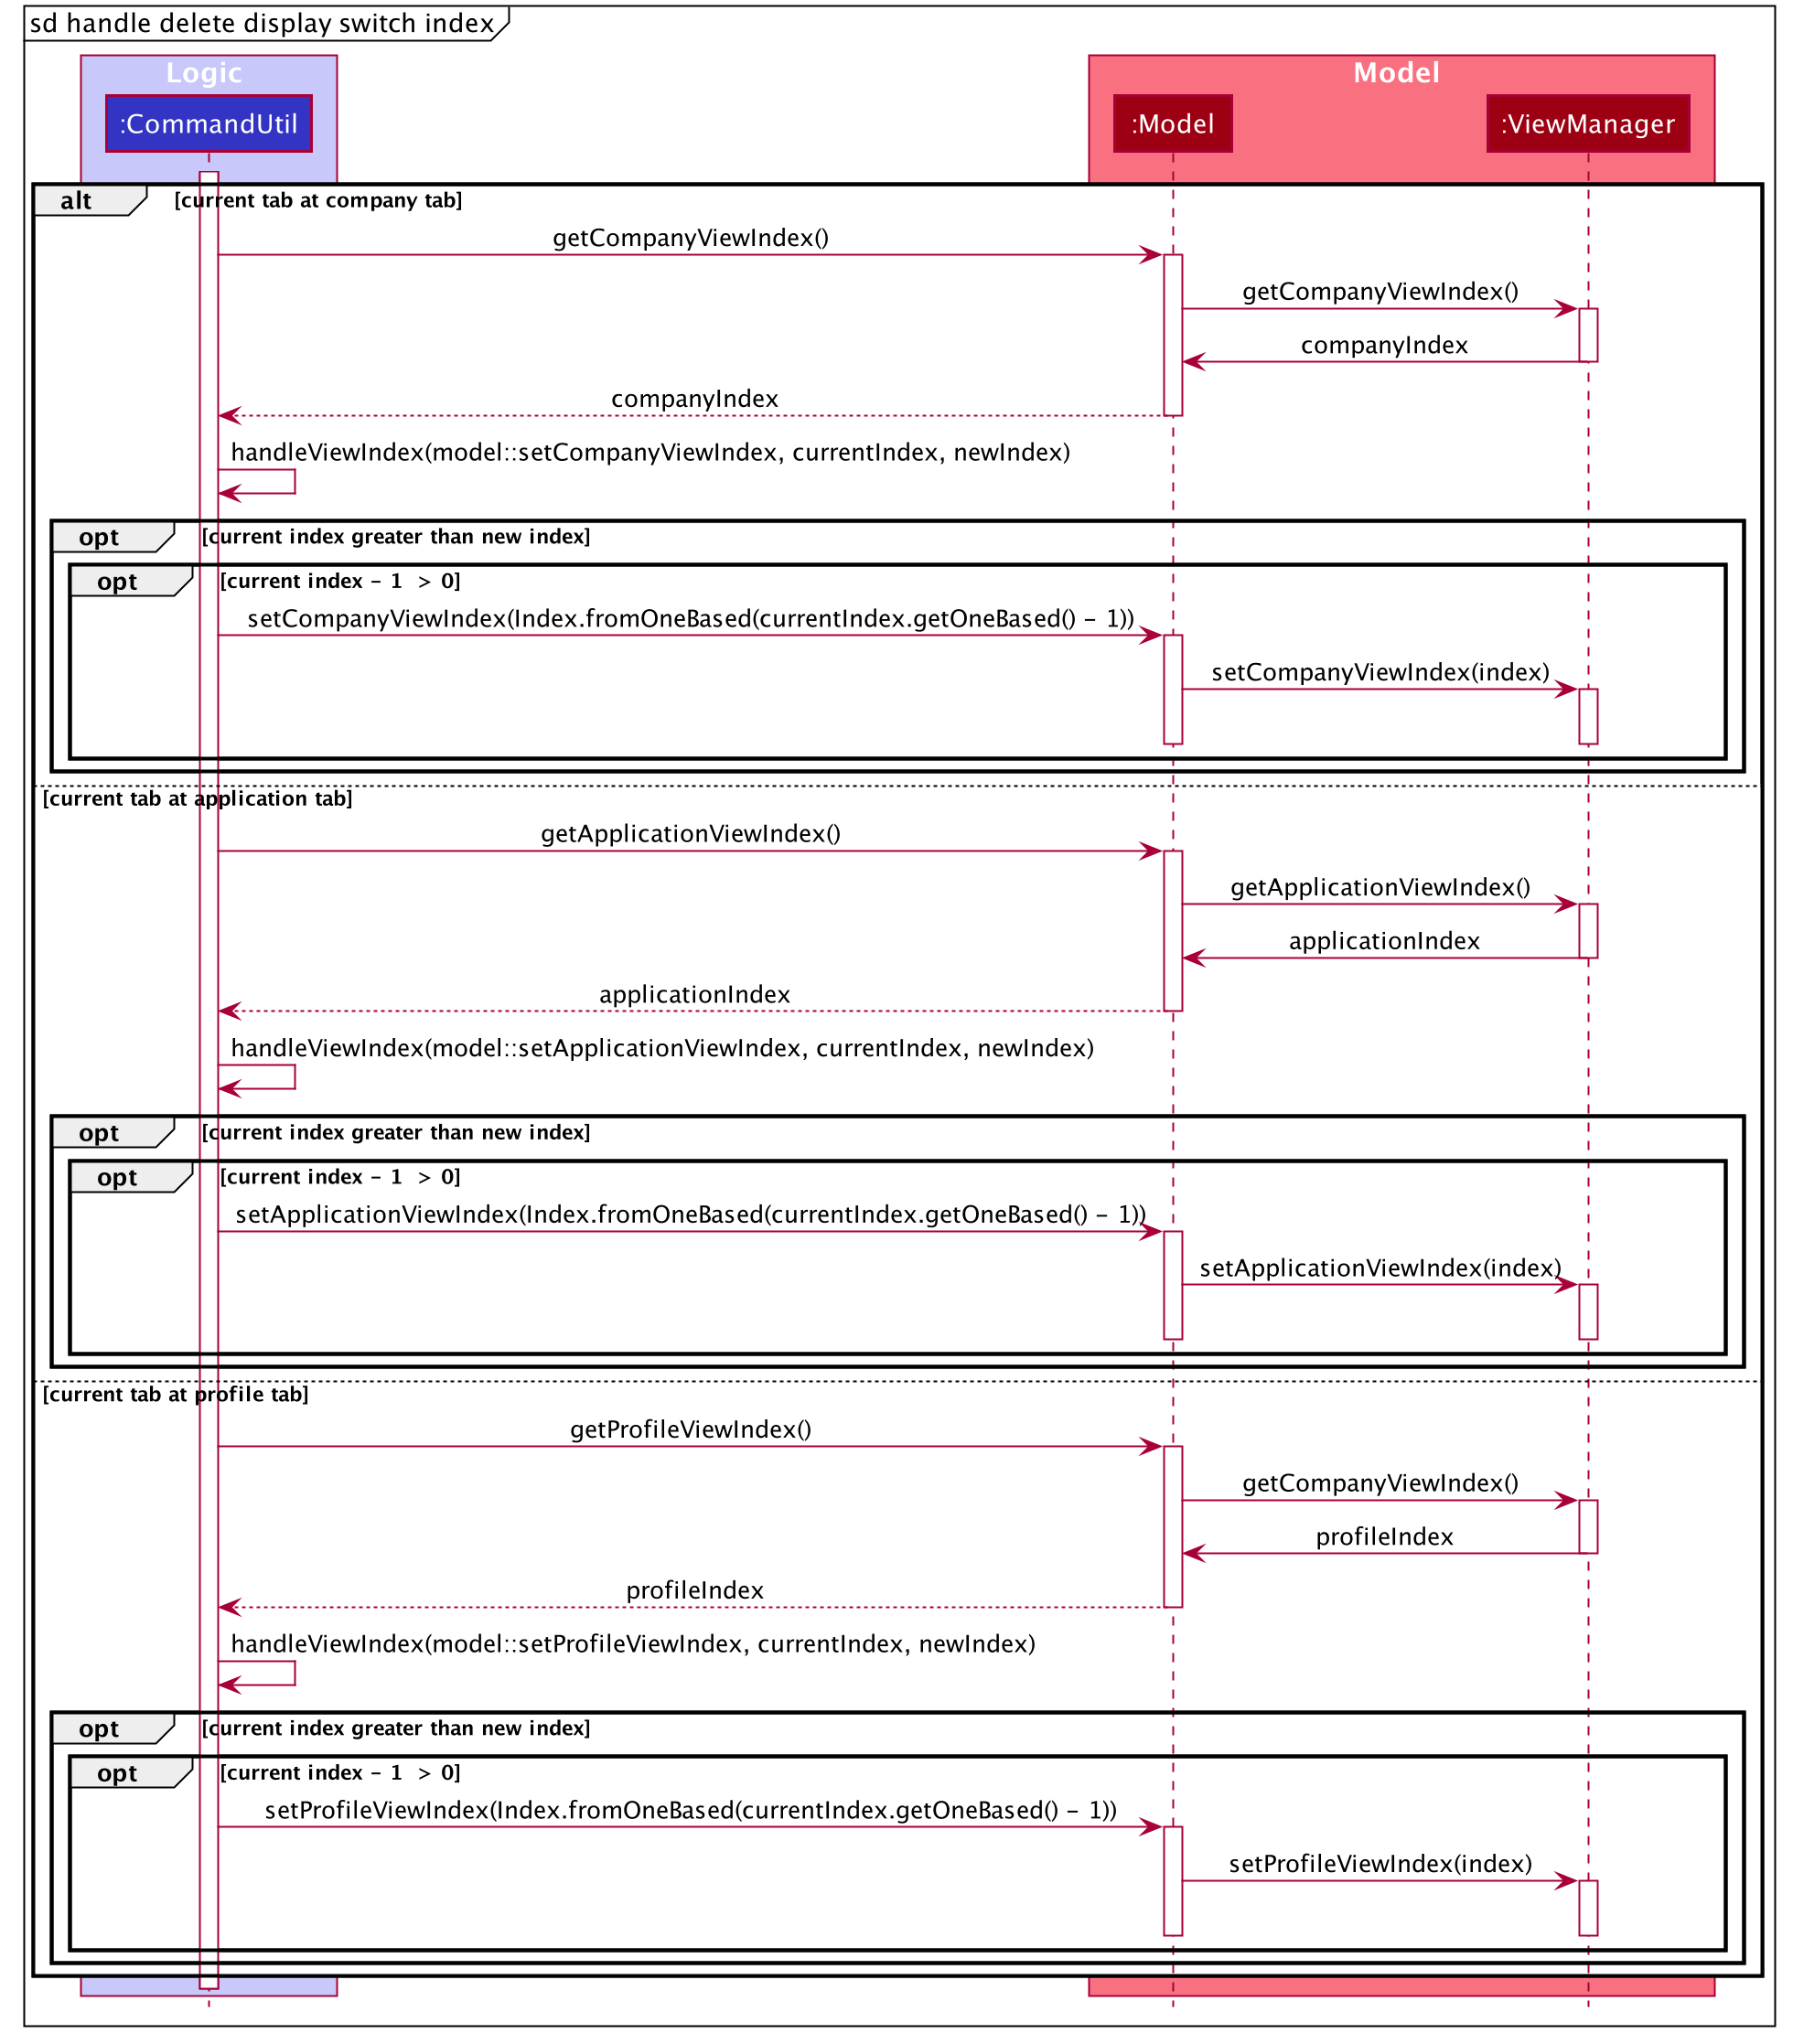 sd handle delete display switch index
Logic
Model
:CommandUtil
:Model
:ViewManager
alt
[current tab at company tab]
getCompanyViewIndex()
getCompanyViewIndex()
companyIndex
companyIndex
handleViewIndex(model::setCompanyViewIndex, currentIndex, newIndex)
opt
[current index greater than new index]
opt
[current index - 1  > 0]
setCompanyViewIndex(Index.fromOneBased(currentIndex.getOneBased() - 1))
setCompanyViewIndex(index)
[current tab at application tab]
getApplicationViewIndex()
getApplicationViewIndex()
applicationIndex
applicationIndex
handleViewIndex(model::setApplicationViewIndex, currentIndex, newIndex)
opt
[current index greater than new index]
opt
[current index - 1  > 0]
setApplicationViewIndex(Index.fromOneBased(currentIndex.getOneBased() - 1))
setApplicationViewIndex(index)
[current tab at profile tab]
getProfileViewIndex()
getCompanyViewIndex()
profileIndex
profileIndex
handleViewIndex(model::setProfileViewIndex, currentIndex, newIndex)
opt
[current index greater than new index]
opt
[current index - 1  > 0]
setProfileViewIndex(Index.fromOneBased(currentIndex.getOneBased() - 1))
setProfileViewIndex(index)